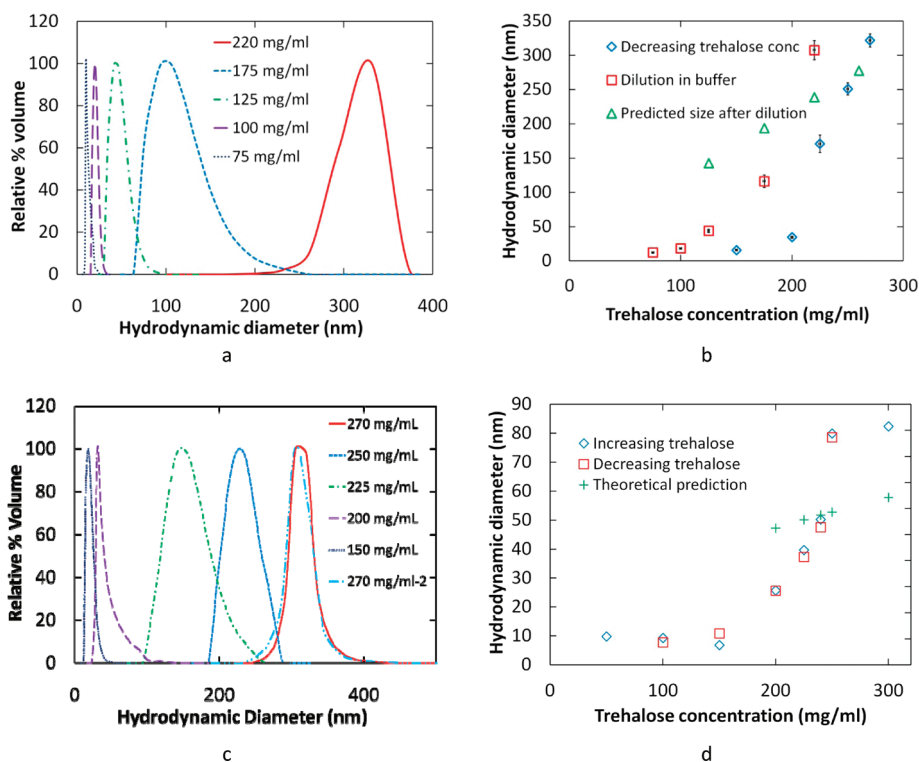 120
100
80
60
40
20
0
Relative % volume
220 mg/ml
175 mg/ml
125 mg/ml
100 mg/ml
75 mg/ml
0 100 200 300 400
Hydrodynamic diameter (nm)
a
350
300
250
200
150
100
50
0
Hydrodynamic diameter (nm)
Decreasing trehalose conc
Dilution in buffer
Predicted size after dilution
0 100 200 300
Trehalose concentration (mg/ml)
b
120
100
80
60
40
20
0
Relative % Volume
270 mg/mL
250 mg/mL
225 mg/mL
200 mg/mL
150 mg/mL
270 mg/ml-2
0 200 400
Hydrodynamic Diameter (nm)
c
90
80
70
60
50
40
30
20
10
0
Hydrodynamic diameter (nm)
Increasing trehalose
Decreasing trehalose
Theoretical prediction
0 100 200 300
Trehalose concentration (mg/ml)
d